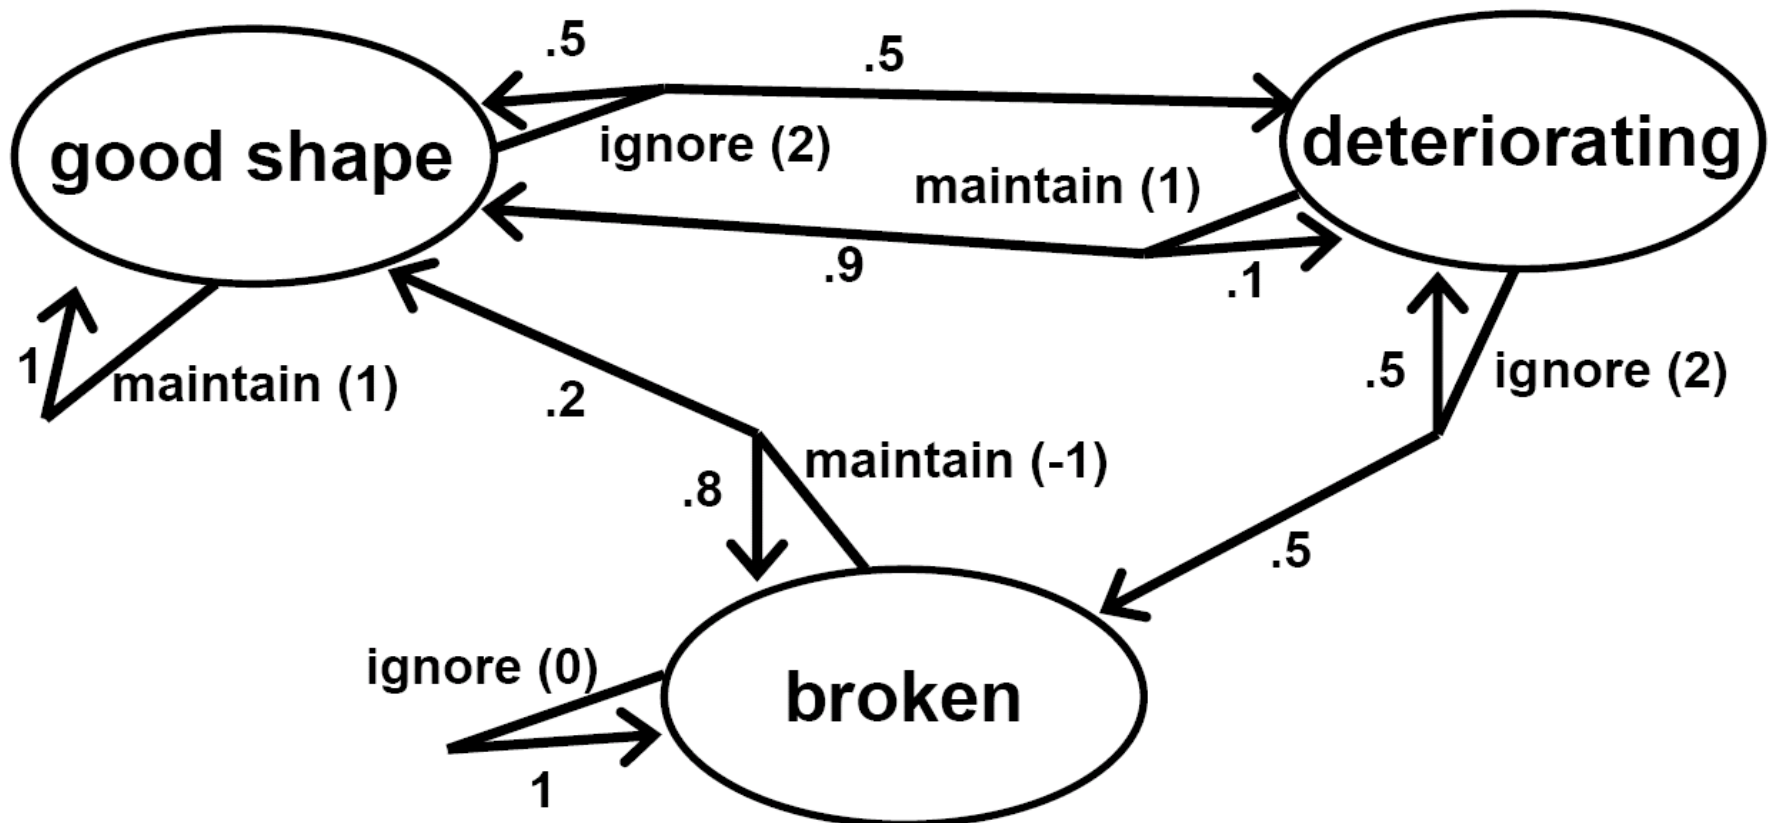 .5
.5
good shape
ignore (2)
deteriorating
maintain (1)
.9
.1
1
maintain (1)
.2
.5
ignore (2)
maintain (-1)
.8
.5
ignore (0)
broken
1